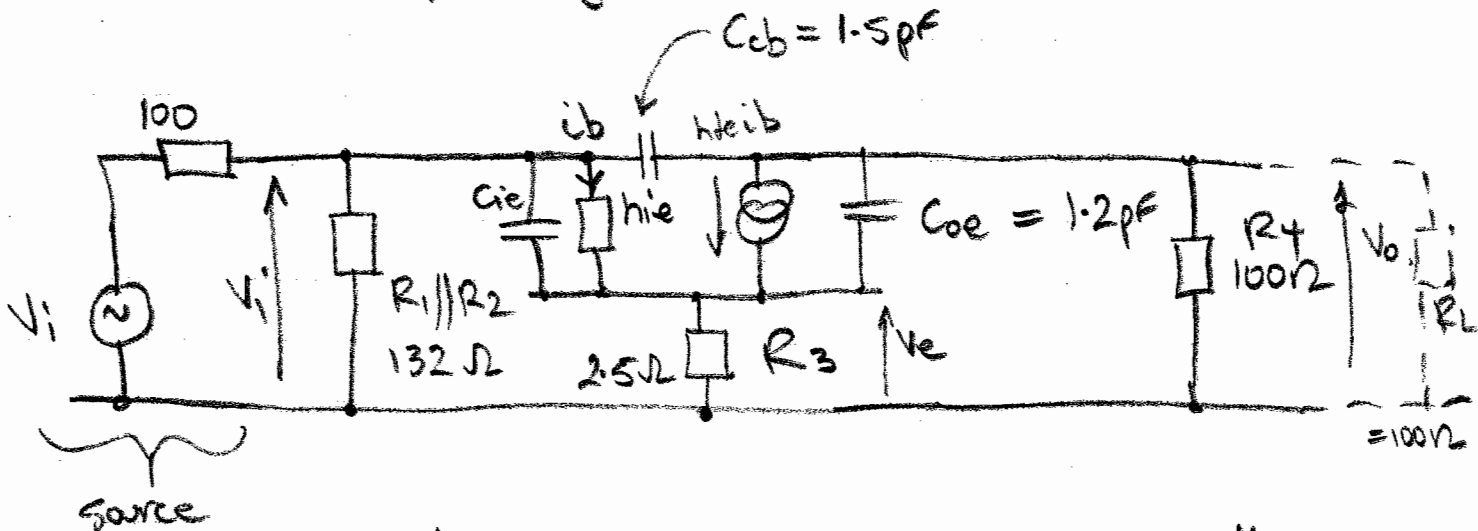 Ccb = 1.5pF
100
ib
hfeib
Cie
hie
Coe = 1.2pF
R4
100Ω
Vo
RL
=100Ω
Vi
Vi'
R1||R2
132Ω
2.5Ω
R3
Ve
source